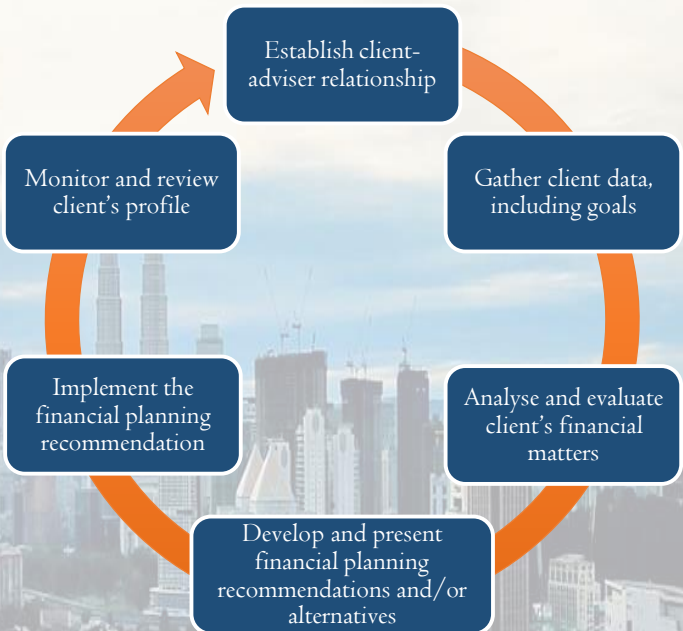 Establish client-
adviser relationship
Gather client data,
including goals
Analyse and evaluate
client's financial
matters
Develop and present
financial planning
recommendations and/or
alternatives
Implement the
financial planning
recommendation
Monitor and review
client's profile